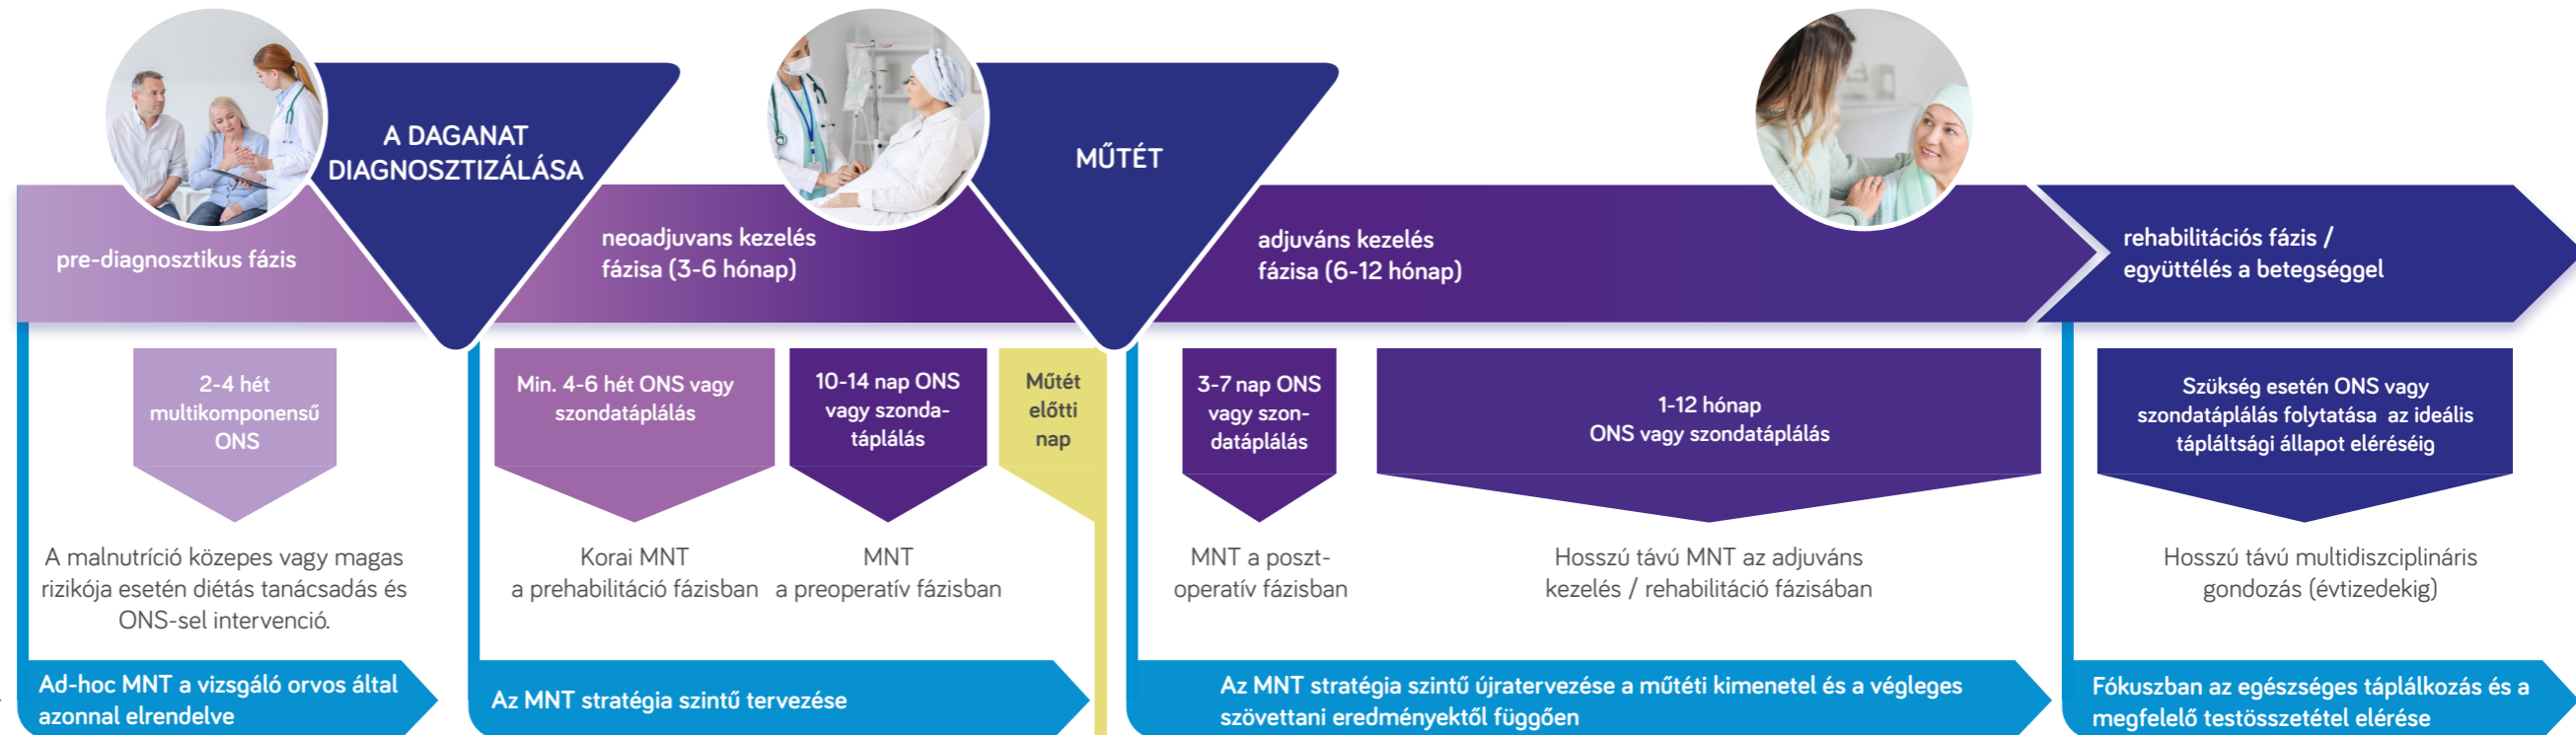 A DAGANAT
DIAGNOSZTIZÁLÁSA
MŰTÉT
pre-diagnosztikus fázis
neoadjuvans kezelés
fázisa (3-6 hónap)
adjuváns kezelés
fázisa (6-12 hónap)
rehabilitációs fázis /
együttélés a betegséggel
2-4 hét
multikomponensű
ONS
Min. 4-6 hét ONS vagy
szondatáplálás
10-14 nap ONS
vagy szonda-
táplálás
Műtét
előtti
nap
3-7 nap ONS
vagy szon-
datáplálás
1-12 hónap
ONS vagy szondatáplálás
Szükség esetén ONS vagy
szondatáplálás folytatása az ideális
tápláltsági állapot eléréséig
A malnutríció közepes vagy magas
rizikója esetén diétás tanácsadás és
ONS-sel intervenció.
Korai MNT
a prehabilitáció fázisban
MNT
a preoperatív fázisban
MNT a poszt-
operatív fázisban
Hosszú távú MNT az adjuváns
kezelés / rehabilitáció fázisában
Hosszú távú multidiszciplináris
gondozás (évtizedekig)
Ad-hoc MNT a vizsgáló orvos által
azonnal elrendelve
Az MNT stratégia szintű tervezése
Az MNT stratégia szintű újratervezése a műtéti kimenetel és a végleges
szövettani eredményektől függően
Fókuszban az egészséges táplálkozás és a
megfelelő testösszetétel elérése